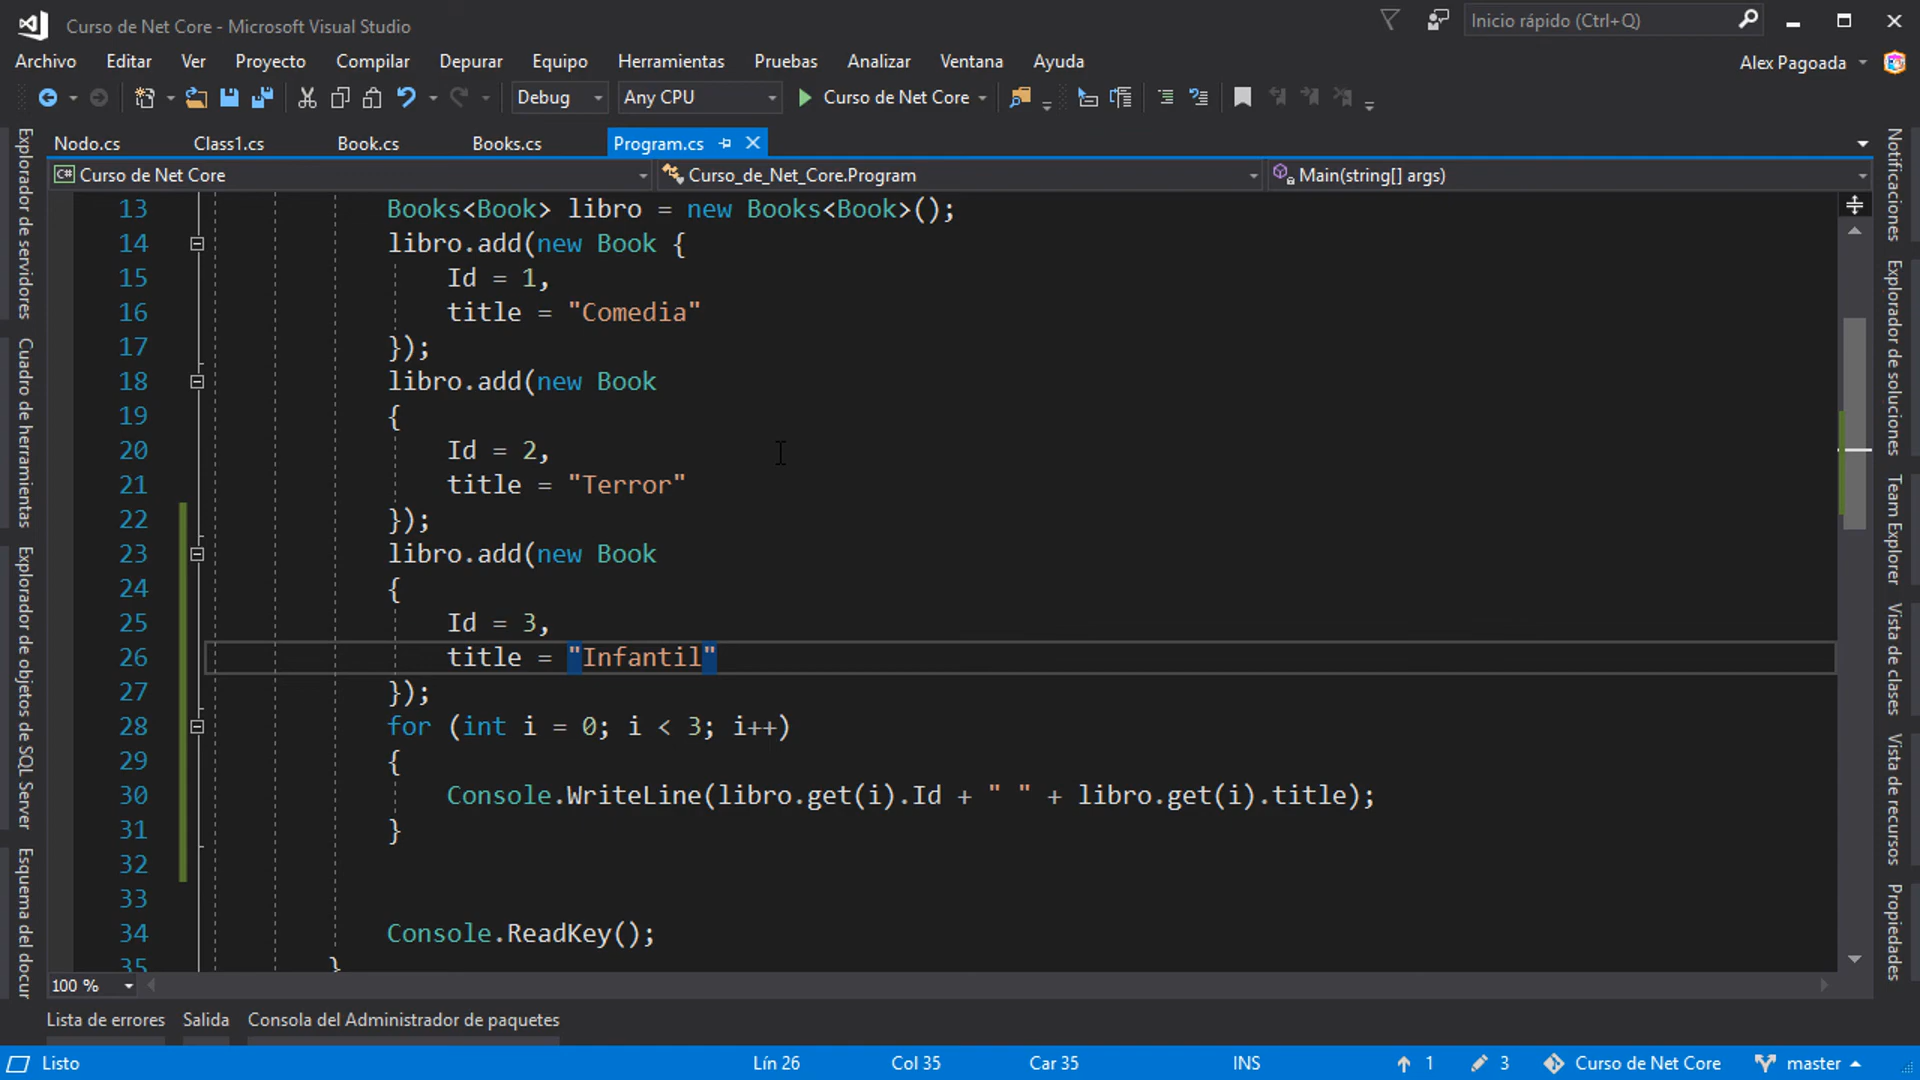 Curso de Net Core - Microsoft Visual Studio
Inicio rápido (Ctrl+Q)
Archivo Editar Ver Proyecto Compilar Depurar Equipo Herramientas Pruebas Analizar Ventana Ayuda
Alex Pagoada
Debug Any CPU Curso de Net Core
Nodo.cs Class1.cs Book.cs Books.cs Program.cs
Curso de Net Core Curso_de_Net_Core.Program Main(string[] args)
13 Books<Book> libro = new Books<Book>();
14 libro.add(new Book {
15 Id = 1,
16 title = "Comedia"
17 });
18 libro.add(new Book
19 {
20 Id = 2,
21 title = "Terror"
22 });
23 libro.add(new Book
24 {
25 Id = 3,
26 title = "Infantil"
27 });
28 for (int i = 0; i < 3; i++)
29 {
30 Console.WriteLine(libro.get(i).Id + " " + libro.get(i).title);
31 }
32
33
34 Console.ReadKey();
35 }
100 %
Explorador de servidores
Cuadro de herramientas
Explorador de objetos de SQL Server
Esquema del docur
Notificaciones
Explorador de soluciones
Team Explorer
Vista de clases
Vista de recursos
Propiedades
Lista de errores Salida Consola del Administrador de paquetes
Listo Lín 26 Col 35 Car 35 INS 1 3 Curso de Net Core master